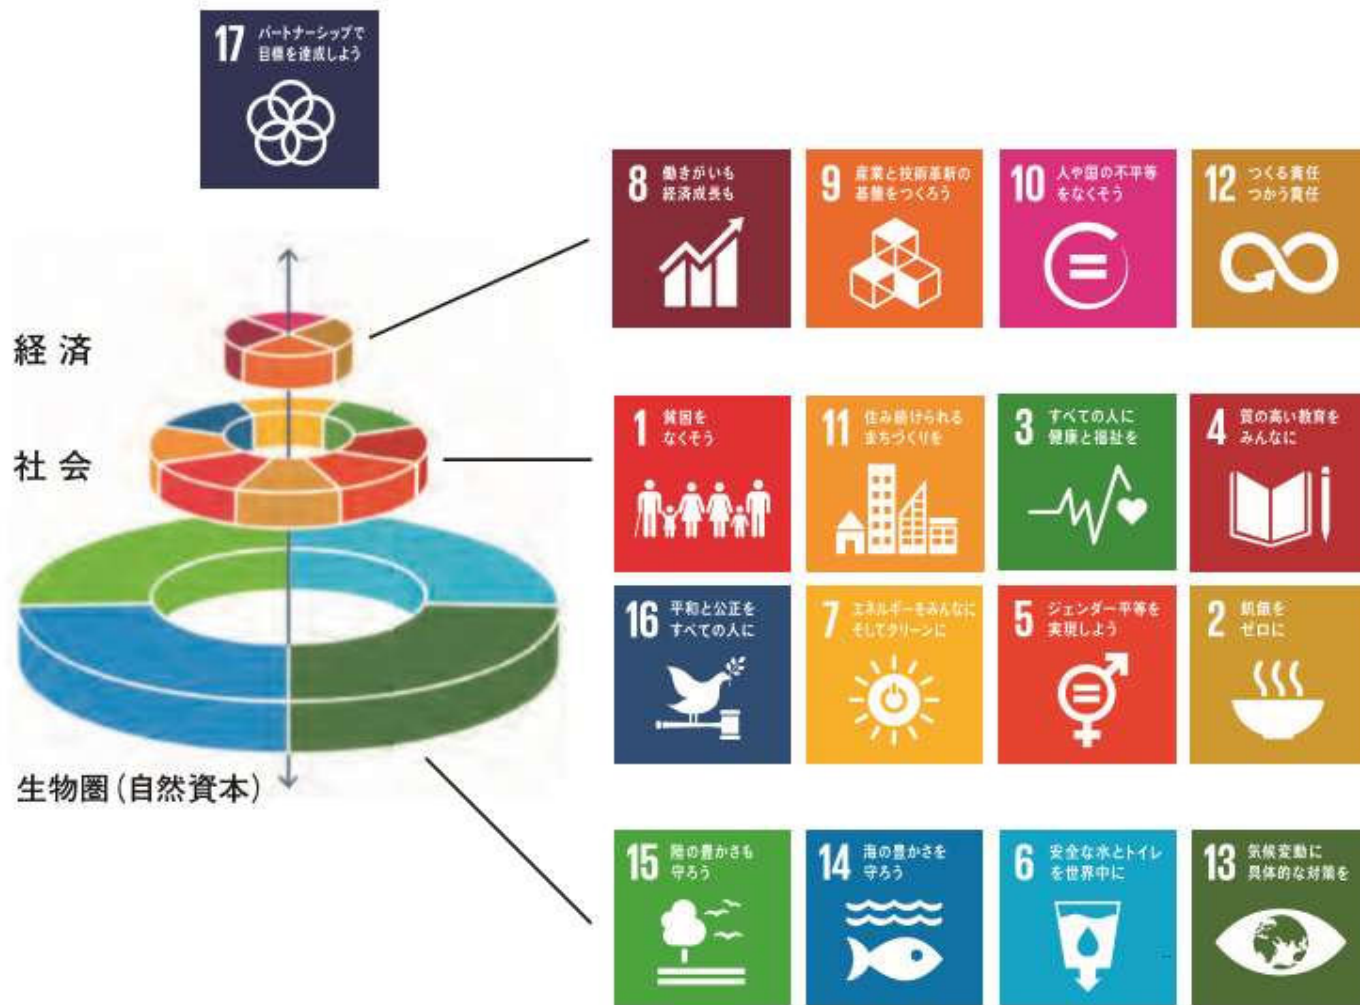 17 パートナーシップで
目標を達成しよう
8 働きがいも
経済成長も
9 産業と技術革新の
基盤をつくろう
10 人や国の不平等
をなくそう
12 つくる責任
つかう責任
経済
1 貧困を
なくそう
11 住み続けられる
まちづくりを
3 すべての人に
健康と福祉を
4 質の高い教育を
みんなに
社会
16 平和と公正を
すべての人に
7 エネルギーをみんなに
そしてクリーンに
5 ジェンダー平等を
実現しよう
2 飢餓を
ゼロに
生物圏(自然資本)
15 陸の豊かさも
守ろう
14 海の豊かさを
守ろう
6 安全な水とトイレ
を世界中に
13 気候変動に
具体的な対策を